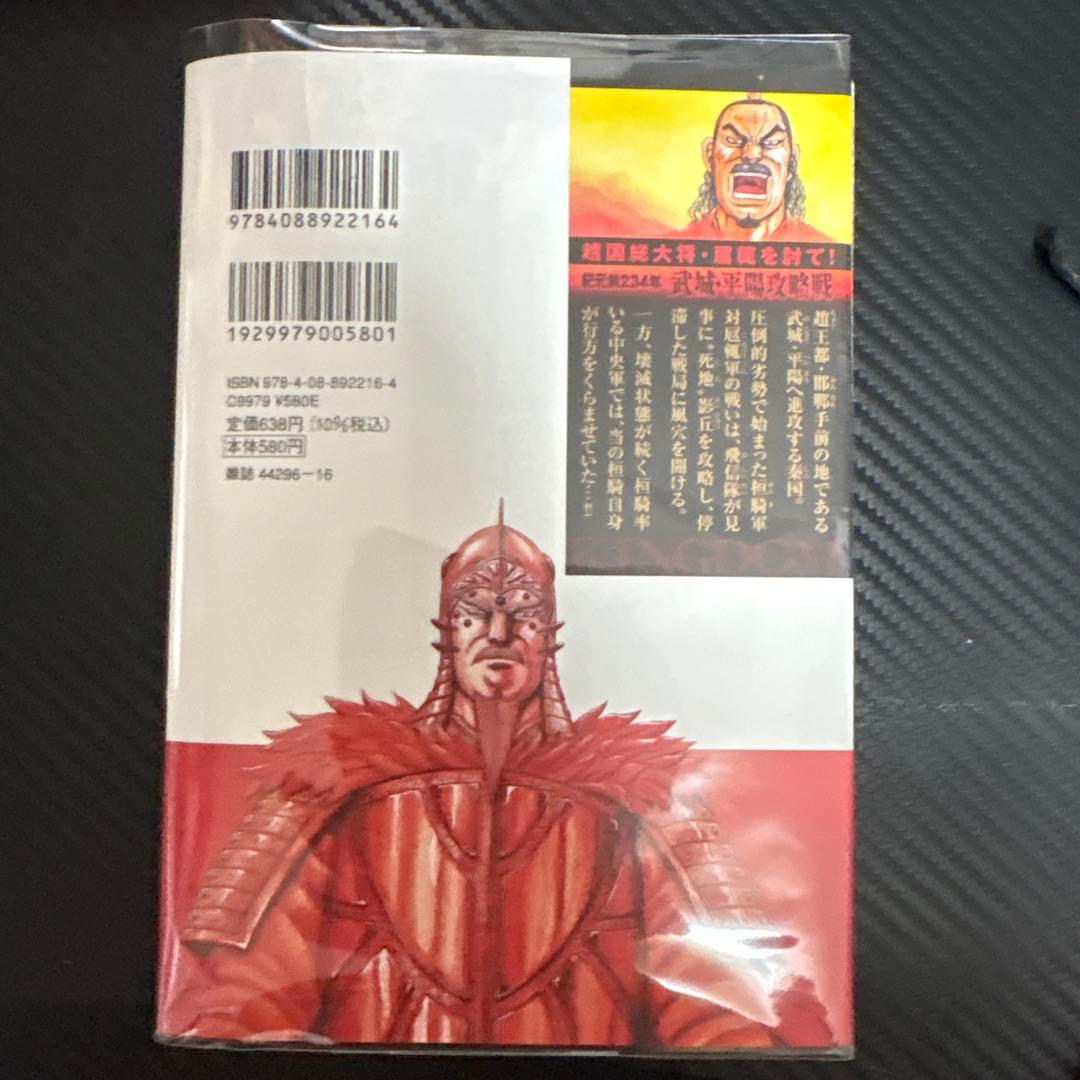 9784088922164
1929979005801
ISBN 978-4-08-892216-4
C9979 ¥580E
定価638円(10%税込)
本体580円
雑誌 44296-16
趙国総大将・扈輒を討て!
紀元前234年 武城・平陽攻略戦
趙王都・邯鄲手前の地である
武城・平陽へ進攻する秦国。
圧倒的劣勢で始まった桓騎軍
対扈輒軍の戦いは、飛信隊が見
事に“死地”影丘を攻略し、停
滞した戦局に風穴を開ける。
一方、壊滅状態が続く桓騎率
いる中央軍では、当の桓騎自身
が行方をくらませていた…!!